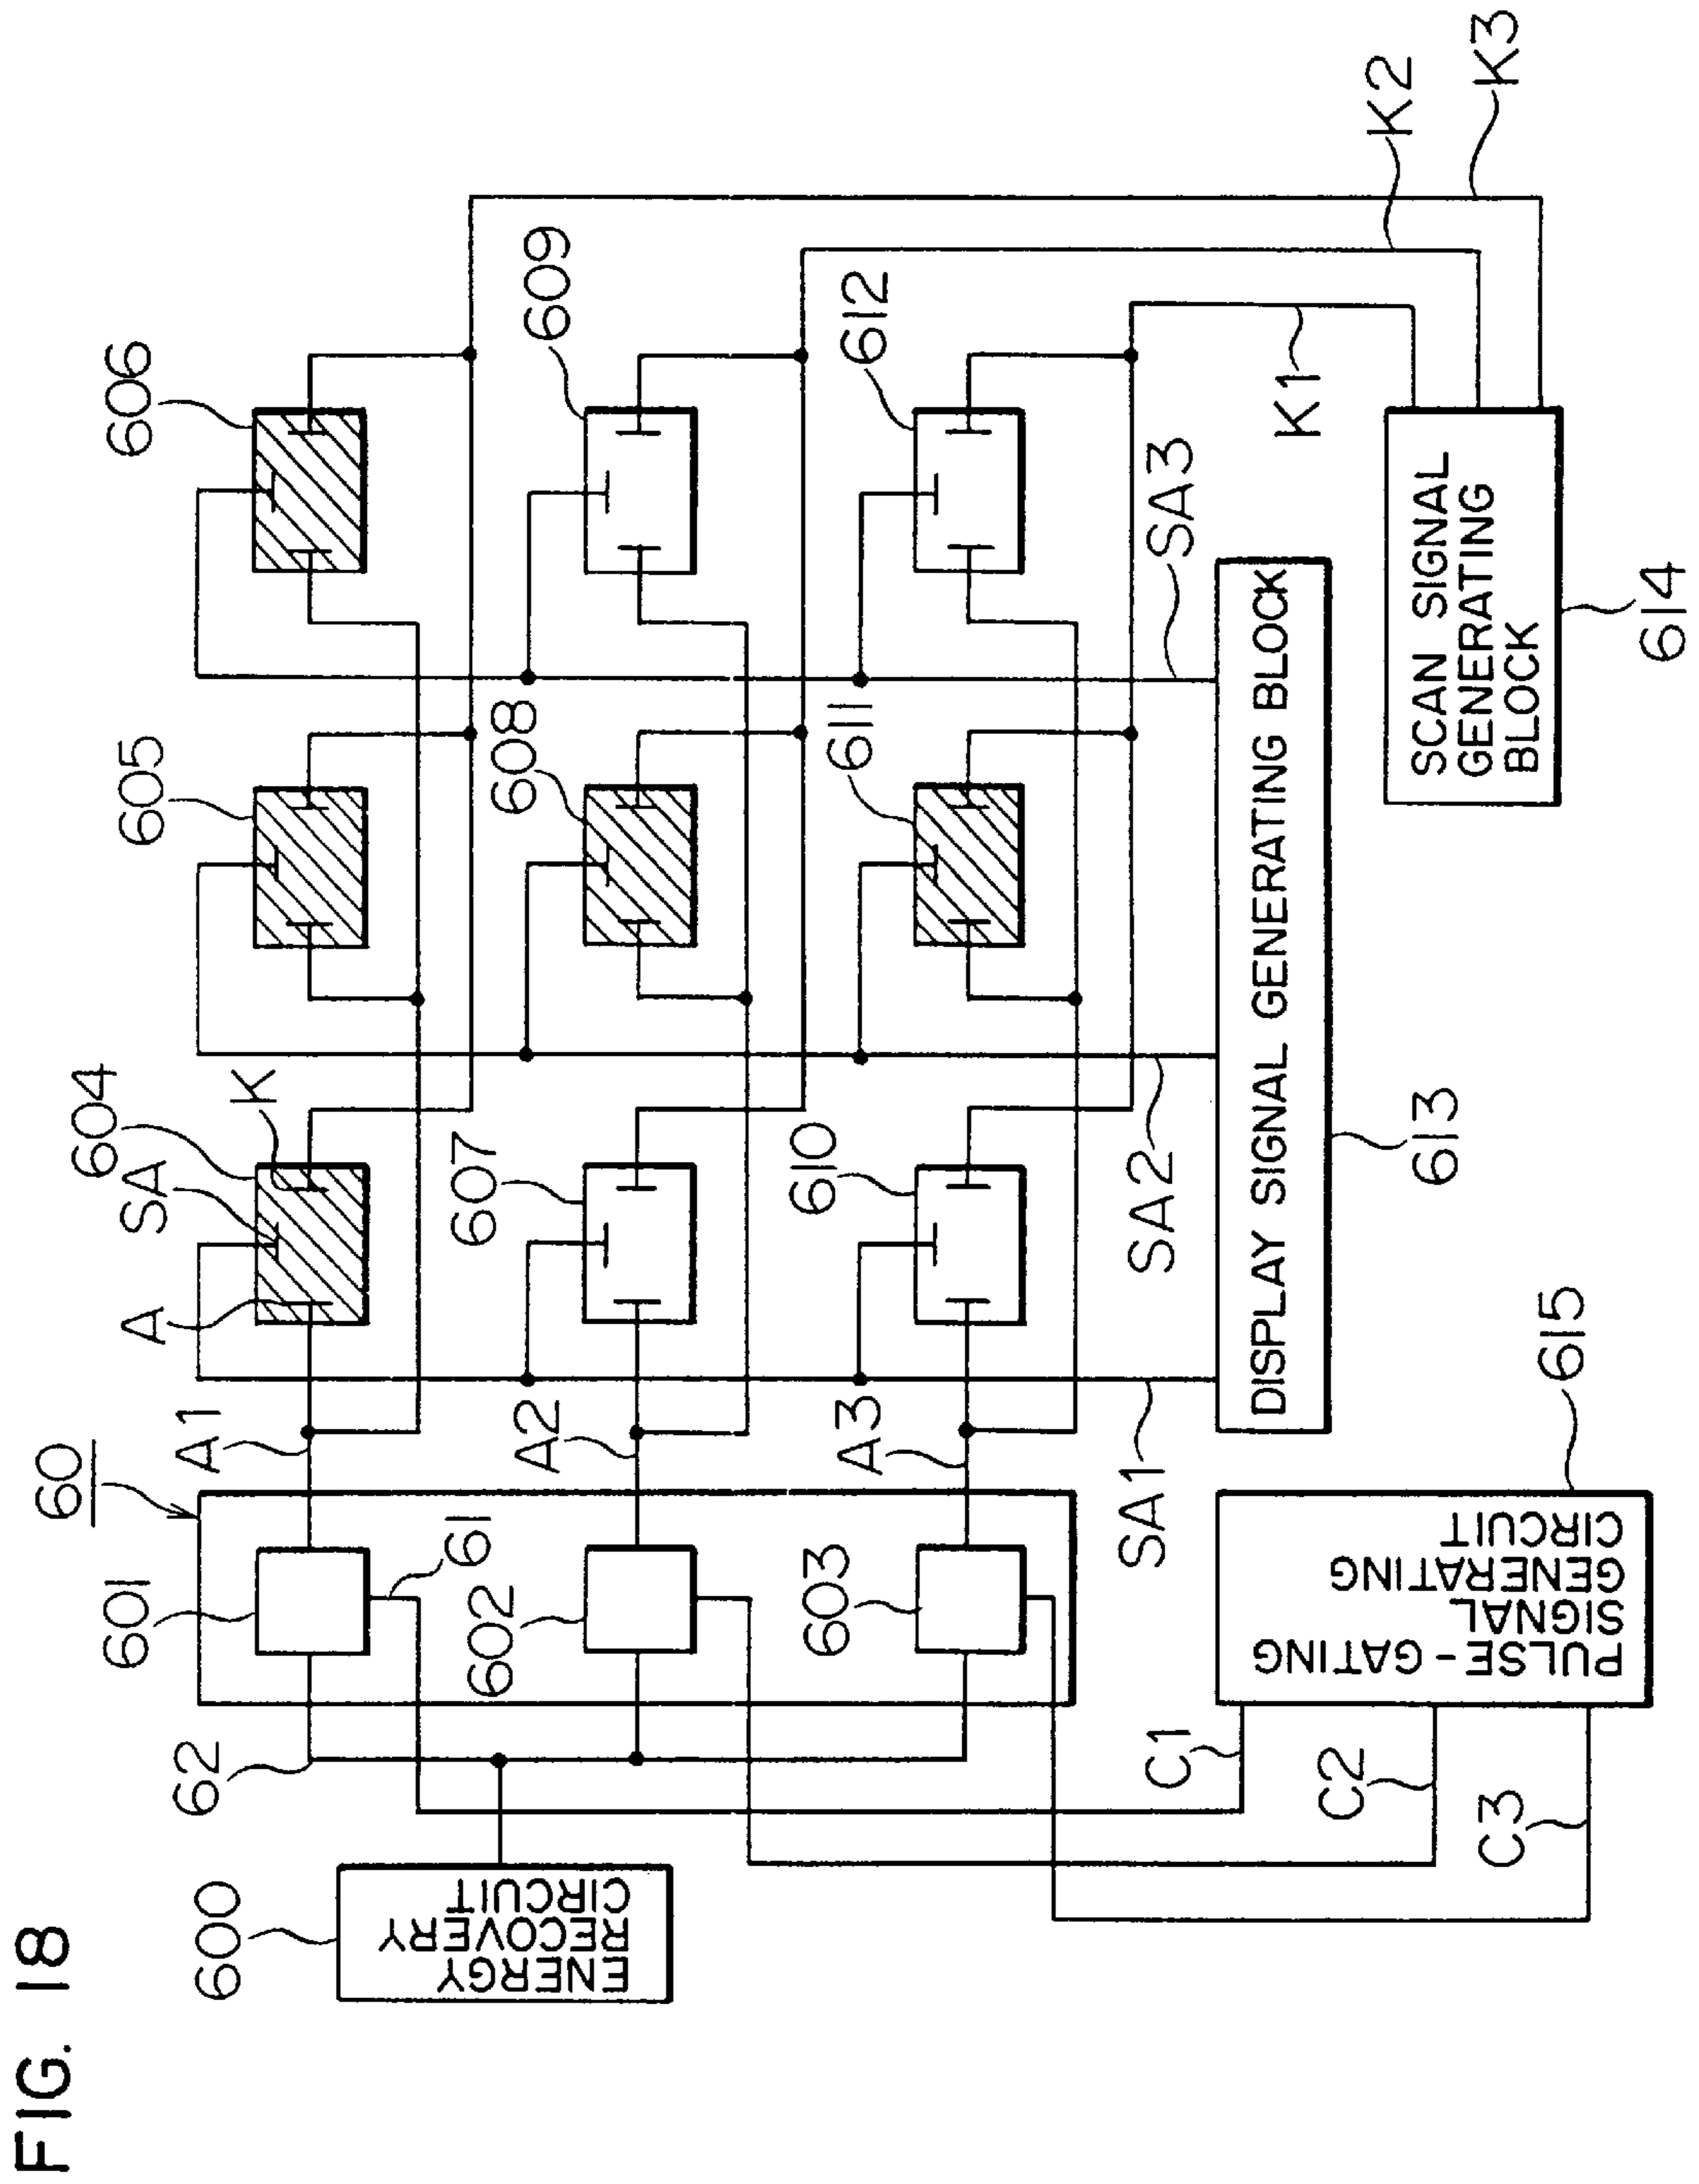 FIG. 18
60
600
62
601
61
602
603
A1
A2
A3
604
A
SA
K
605
606
607
608
609
610
611
612
ENERGY
RECOVERY
CIRCUIT
C1
C2
C3
PULSE-GATING
SIGNAL
GENERATING
CIRCUIT
615
SA1
SA2
SA3
DISPLAY SIGNAL GENERATING BLOCK
613
K1
K2
K3
SCAN SIGNAL
GENERATING
BLOCK
614